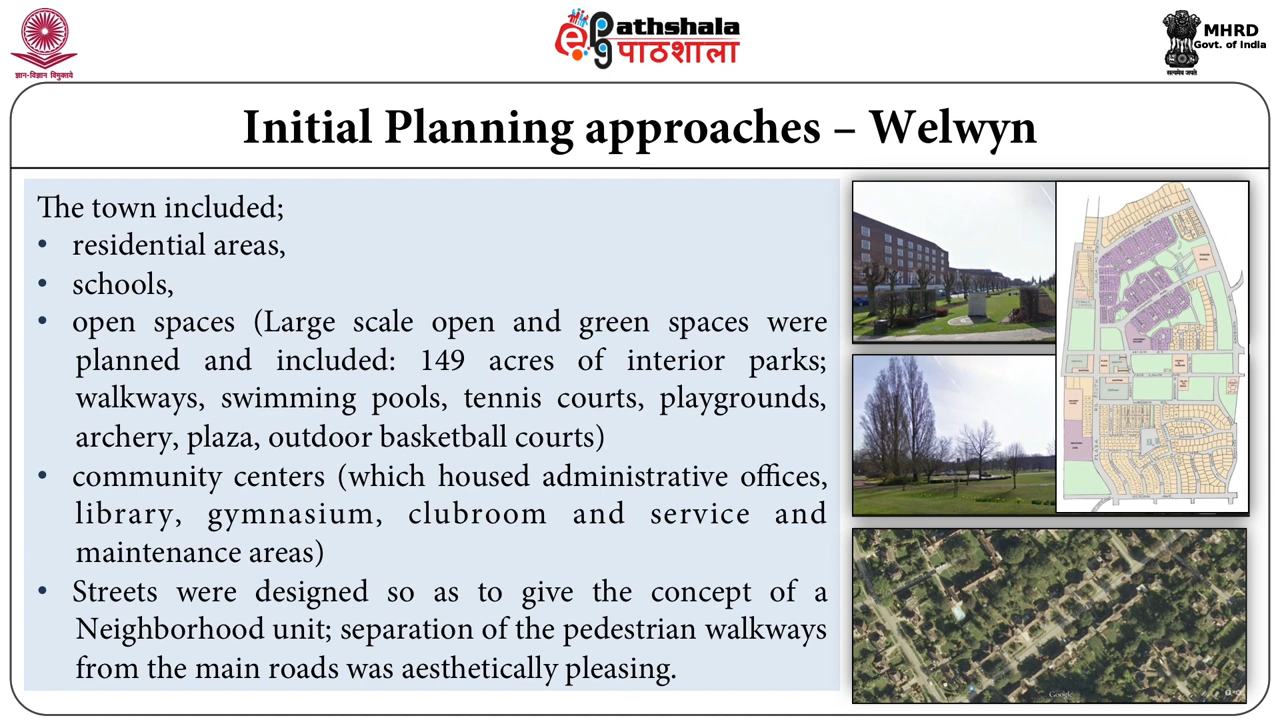 ज्ञान-विज्ञान विमुक्तये
ePathshala
पाठशाला
MHRD
Govt. of India
सत्यमेव जयते
Initial Planning approaches – Welwyn
The town included;
• residential areas,
• schools,
• open spaces (Large scale open and green spaces were
planned and included: 149 acres of interior parks;
walkways, swimming pools, tennis courts, playgrounds,
archery, plaza, outdoor basketball courts)
• community centers (which housed administrative offices,
library, gymnasium, clubroom and service and
maintenance areas)
• Streets were designed so as to give the concept of a
Neighborhood unit; separation of the pedestrian walkways
from the main roads was aesthetically pleasing.
Google